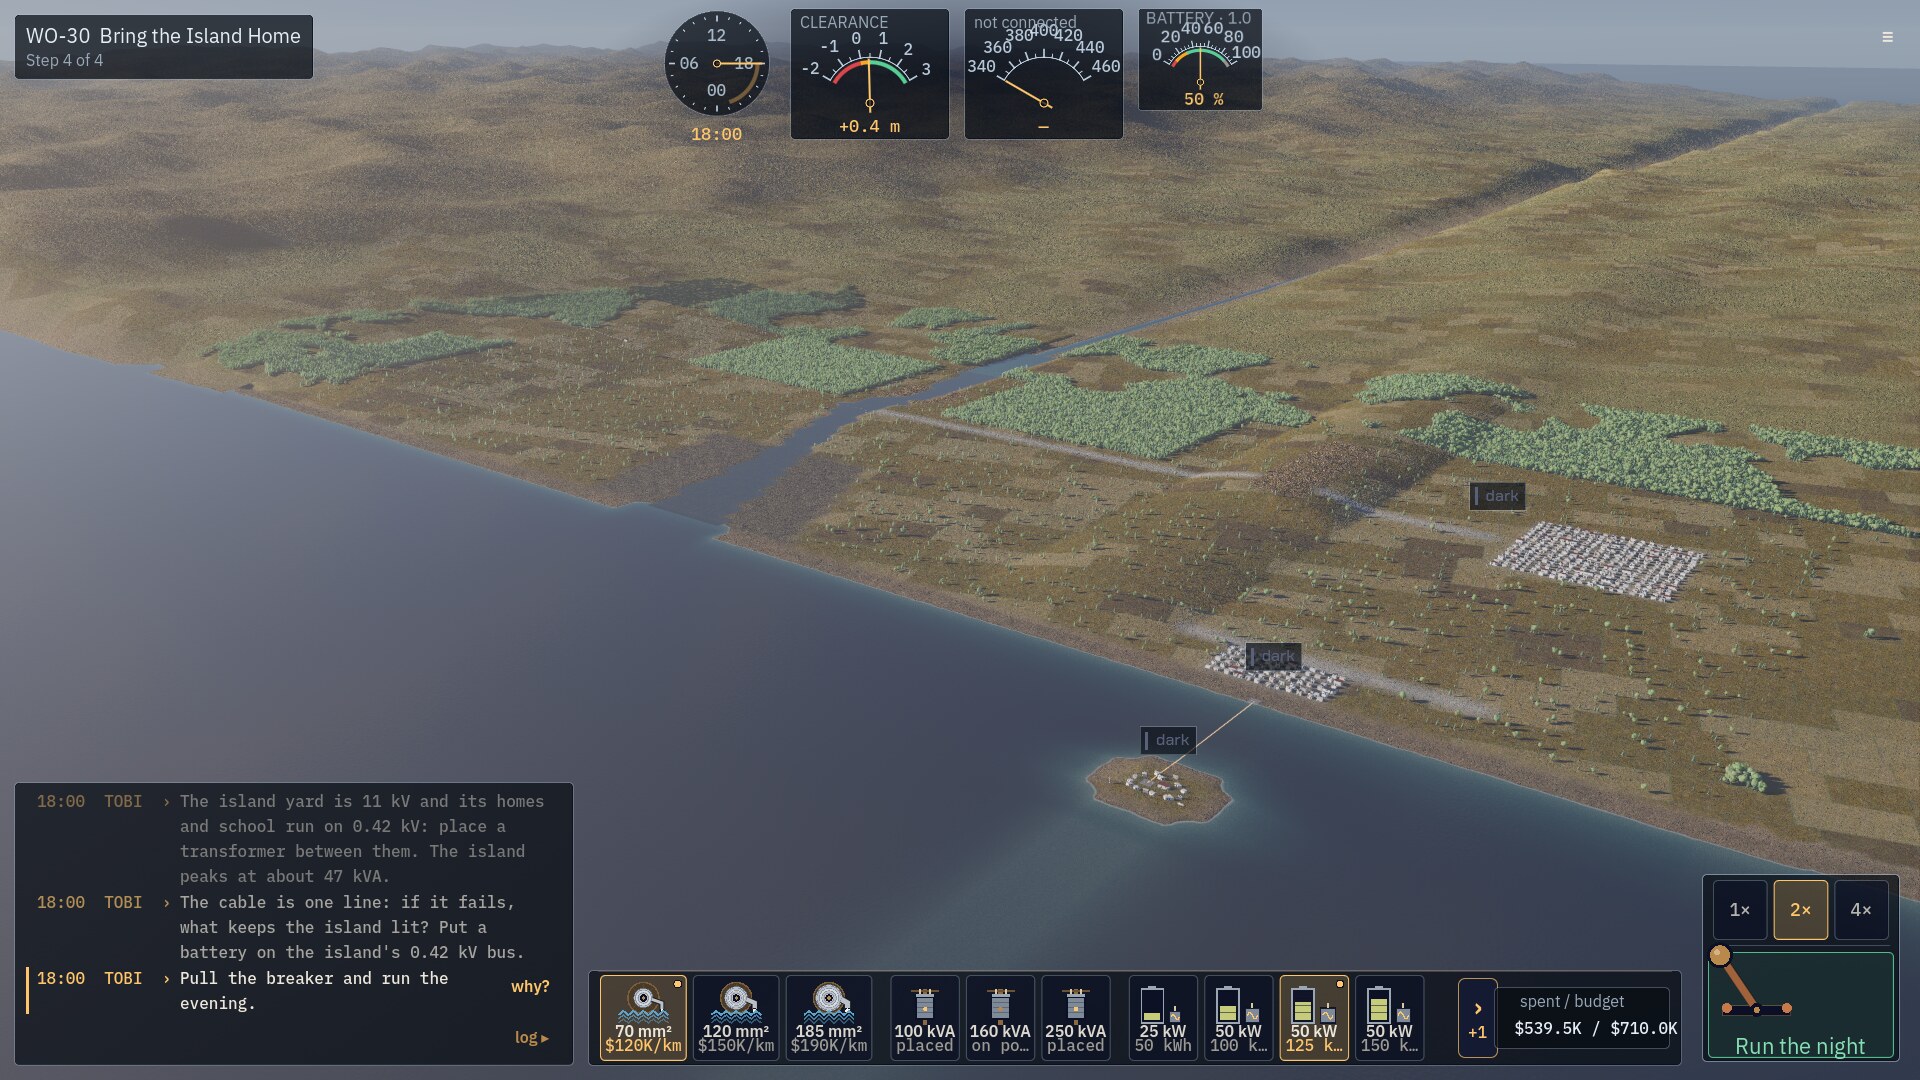 WO-30 Bring the Island Home
Step 4 of 4
12
06
18
00
18:00
CLEARANCE
-2 -1 0 1 2 3
+0.4 m
not connected
340 360 380 400 420 440 460
—
BATTERY · 1.0
0 20 40 60 80 100
50 %
≡
dark
dark
dark
18:00 TOBI › The island yard is 11 kV and its homes
and school run on 0.42 kV: place a
transformer between them. The island
peaks at about 47 kVA.
18:00 TOBI › The cable is one line: if it fails,
what keeps the island lit? Put a
battery on the island's 0.42 kV bus.
18:00 TOBI › Pull the breaker and run the
evening.
why?
log ▸
70 mm²
$120K/km
120 mm²
$150K/km
185 mm²
$190K/km
100 kVA
placed
160 kVA
on po…
250 kVA
placed
25 kW
50 kWh
50 kW
100 k…
50 kW
125 k…
50 kW
150 k…
›
+1
spent / budget
$539.5K / $710.0K
1× 2× 4×
Run the night